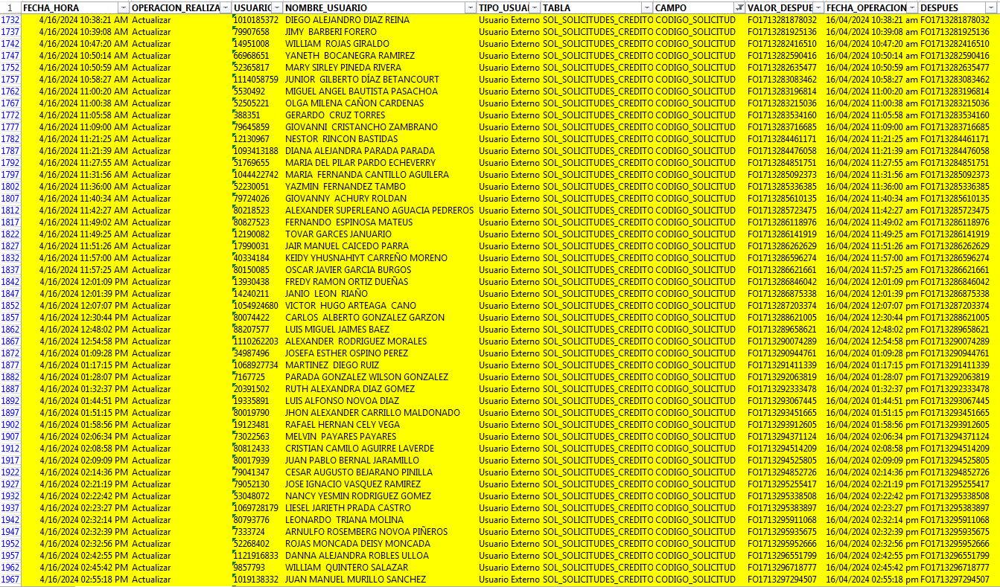 1 FECHA_HORA OPERACION_REALIZA USUARIO NOMBRE_USUARIO TIPO_USUAI TABLA CAMPO VALOR_DESPUE FECHA_OPERACION DESPUES
1732 4/16/2024 10:38:21 AM Actualizar 1010185372 DIEGO ALEJANDRO DIAZ REINA Usuario Externo SOL_SOLICITUDES_CREDITO CODIGO_SOLICITUD FO1713281878032 16/04/2024 10:38:21 am FO1713281878032
1737 4/16/2024 10:39:08 AM Actualizar 79907658 JIMY BARBERI FORERO Usuario Externo SOL_SOLICITUDES_CREDITO CODIGO_SOLICITUD FO1713281925136 16/04/2024 10:39:08 am FO1713281925136
1742 4/16/2024 10:47:20 AM Actualizar 14951008 WILLIAM ROJAS GIRALDO Usuario Externo SOL_SOLICITUDES_CREDITO CODIGO_SOLICITUD FO1713282416510 16/04/2024 10:47:20 am FO1713282416510
1747 4/16/2024 10:50:14 AM Actualizar 66968651 YANETH BOCANEGRA RAMIREZ Usuario Externo SOL_SOLICITUDES_CREDITO CODIGO_SOLICITUD FO1713282590416 16/04/2024 10:50:14 am FO1713282590416
1752 4/16/2024 10:50:59 AM Actualizar 52365817 MARY SIRLEY PINEDA RIVERA Usuario Externo SOL_SOLICITUDES_CREDITO CODIGO_SOLICITUD FO1713282635477 16/04/2024 10:50:59 am FO1713282635477
1757 4/16/2024 10:58:27 AM Actualizar 1114058759 JUNIOR GILBERTO DÍAZ BETANCOURT Usuario Externo SOL_SOLICITUDES_CREDITO CODIGO_SOLICITUD FO1713283083462 16/04/2024 10:58:27 am FO1713283083462
1762 4/16/2024 11:00:20 AM Actualizar 5530492 MIGUEL ANGEL BAUTISTA PASACHOA Usuario Externo SOL_SOLICITUDES_CREDITO CODIGO_SOLICITUD FO1713283196814 16/04/2024 11:00:20 am FO1713283196814
1767 4/16/2024 11:00:38 AM Actualizar 52505221 OLGA MILENA CAÑON CARDENAS Usuario Externo SOL_SOLICITUDES_CREDITO CODIGO_SOLICITUD FO1713283215036 16/04/2024 11:00:38 am FO1713283215036
1772 4/16/2024 11:05:58 AM Actualizar 388351 GERARDO CRUZ TORRES Usuario Externo SOL_SOLICITUDES_CREDITO CODIGO_SOLICITUD FO1713283534160 16/04/2024 11:05:58 am FO1713283534160
1777 4/16/2024 11:09:00 AM Actualizar 79645859 GIOVANNI CRISTANCHO ZAMBRANO Usuario Externo SOL_SOLICITUDES_CREDITO CODIGO_SOLICITUD FO1713283716685 16/04/2024 11:09:00 am FO1713283716685
1782 4/16/2024 11:21:25 AM Actualizar 12130967 NESTOR RINCON BASTIDAS Usuario Externo SOL_SOLICITUDES_CREDITO CODIGO_SOLICITUD FO1713284461171 16/04/2024 11:21:25 am FO1713284461171
1787 4/16/2024 11:21:39 AM Actualizar 1093413188 DIANA ALEJANDRA PARADA PARADA Usuario Externo SOL_SOLICITUDES_CREDITO CODIGO_SOLICITUD FO1713284476058 16/04/2024 11:21:39 am FO1713284476058
1792 4/16/2024 11:27:55 AM Actualizar 51769655 MARIA DEL PILAR PARDO ECHEVERRY Usuario Externo SOL_SOLICITUDES_CREDITO CODIGO_SOLICITUD FO1713284851751 16/04/2024 11:27:55 am FO1713284851751
1797 4/16/2024 11:31:56 AM Actualizar 1044422742 MARIA FERNANDA CANTILLO AGUILERA Usuario Externo SOL_SOLICITUDES_CREDITO CODIGO_SOLICITUD FO1713285092373 16/04/2024 11:31:56 am FO1713285092373
1802 4/16/2024 11:36:00 AM Actualizar 52230051 YAZMIN FERNANDEZ TAMBO Usuario Externo SOL_SOLICITUDES_CREDITO CODIGO_SOLICITUD FO1713285336385 16/04/2024 11:36:00 am FO1713285336385
1807 4/16/2024 11:40:34 AM Actualizar 79724026 GIOVANNY ACHURY ROLDAN Usuario Externo SOL_SOLICITUDES_CREDITO CODIGO_SOLICITUD FO1713285610135 16/04/2024 11:40:34 am FO1713285610135
1812 4/16/2024 11:42:27 AM Actualizar 80218523 ALEXANDER SUPERLEANO AGUACIA PEDREROS Usuario Externo SOL_SOLICITUDES_CREDITO CODIGO_SOLICITUD FO1713285723475 16/04/2024 11:42:27 am FO1713285723475
1817 4/16/2024 11:49:02 AM Actualizar 80827523 FERNANDO ESPINOSA MATEUS Usuario Externo SOL_SOLICITUDES_CREDITO CODIGO_SOLICITUD FO1713286118976 16/04/2024 11:49:02 am FO1713286118976
1822 4/16/2024 11:49:25 AM Actualizar 12190082 TOVAR GARCES JANUARIO Usuario Externo SOL_SOLICITUDES_CREDITO CODIGO_SOLICITUD FO1713286141919 16/04/2024 11:49:25 am FO1713286141919
1827 4/16/2024 11:51:26 AM Actualizar 17990031 JAIR MANUEL CAICEDO PARRA Usuario Externo SOL_SOLICITUDES_CREDITO CODIGO_SOLICITUD FO1713286262629 16/04/2024 11:51:26 am FO1713286262629
1832 4/16/2024 11:57:00 AM Actualizar 40334184 KEIDY YHUSNAHIYT CARREÑO MORENO Usuario Externo SOL_SOLICITUDES_CREDITO CODIGO_SOLICITUD FO1713286596274 16/04/2024 11:57:00 am FO1713286596274
1837 4/16/2024 11:57:25 AM Actualizar 80150085 OSCAR JAVIER GARCIA BURGOS Usuario Externo SOL_SOLICITUDES_CREDITO CODIGO_SOLICITUD FO1713286621661 16/04/2024 11:57:25 am FO1713286621661
1842 4/16/2024 12:01:09 PM Actualizar 13930438 FREDY RAMON ORTIZ DUEÑAS Usuario Externo SOL_SOLICITUDES_CREDITO CODIGO_SOLICITUD FO1713286846042 16/04/2024 12:01:09 pm FO1713286846042
1847 4/16/2024 12:01:39 PM Actualizar 14240211 JANIO LEON RIAÑO Usuario Externo SOL_SOLICITUDES_CREDITO CODIGO_SOLICITUD FO1713286875338 16/04/2024 12:01:39 pm FO1713286875338
1852 4/16/2024 12:07:07 PM Actualizar 1054924680 VICTOR HUGO ARTEAGA CANO Usuario Externo SOL_SOLICITUDES_CREDITO CODIGO_SOLICITUD FO1713287203374 16/04/2024 12:07:07 pm FO1713287203374
1857 4/16/2024 12:30:44 PM Actualizar 80074422 CARLOS ALBERTO GONZALEZ GARZON Usuario Externo SOL_SOLICITUDES_CREDITO CODIGO_SOLICITUD FO1713288621005 16/04/2024 12:30:44 pm FO1713288621005
1862 4/16/2024 12:48:02 PM Actualizar 88207577 LUIS MIGUEL JAIMES BAEZ Usuario Externo SOL_SOLICITUDES_CREDITO CODIGO_SOLICITUD FO1713289658621 16/04/2024 12:48:02 pm FO1713289658621
1867 4/16/2024 12:54:58 PM Actualizar 1110262203 ALEXANDER RODRIGUEZ MORALES Usuario Externo SOL_SOLICITUDES_CREDITO CODIGO_SOLICITUD FO1713290074289 16/04/2024 12:54:58 pm FO1713290074289
1872 4/16/2024 01:09:28 PM Actualizar 34987496 JOSEFA ESTHER OSPINO PEREZ Usuario Externo SOL_SOLICITUDES_CREDITO CODIGO_SOLICITUD FO1713290944761 16/04/2024 01:09:28 pm FO1713290944761
1877 4/16/2024 01:17:15 PM Actualizar 1068927734 MARTINEZ DIEGO RUIZ Usuario Externo SOL_SOLICITUDES_CREDITO CODIGO_SOLICITUD FO1713291411339 16/04/2024 01:17:15 pm FO1713291411339
1882 4/16/2024 01:28:07 PM Actualizar 7167725 PARADA GONZALEZ WILSON GONZALEZ Usuario Externo SOL_SOLICITUDES_CREDITO CODIGO_SOLICITUD FO1713292063819 16/04/2024 01:28:07 pm FO1713292063819
1887 4/16/2024 01:32:37 PM Actualizar 20391502 RUTH ALEXANDRA DIAZ GOMEZ Usuario Externo SOL_SOLICITUDES_CREDITO CODIGO_SOLICITUD FO1713292333478 16/04/2024 01:32:37 pm FO1713292333478
1892 4/16/2024 01:44:51 PM Actualizar 19335891 LUIS ALFONSO NOVOA DIAZ Usuario Externo SOL_SOLICITUDES_CREDITO CODIGO_SOLICITUD FO1713293067445 16/04/2024 01:44:51 pm FO1713293067445
1897 4/16/2024 01:51:15 PM Actualizar 80019790 JHON ALEXANDER CARRILLO MALDONADO Usuario Externo SOL_SOLICITUDES_CREDITO CODIGO_SOLICITUD FO1713293451665 16/04/2024 01:51:15 pm FO1713293451665
1902 4/16/2024 01:58:56 PM Actualizar 19123481 RAFAEL HERNAN CELY VEGA Usuario Externo SOL_SOLICITUDES_CREDITO CODIGO_SOLICITUD FO1713293912605 16/04/2024 01:58:56 pm FO1713293912605
1907 4/16/2024 02:06:34 PM Actualizar 73022563 MELVIN PAYARES PAYARES Usuario Externo SOL_SOLICITUDES_CREDITO CODIGO_SOLICITUD FO1713294371124 16/04/2024 02:06:34 pm FO1713294371124
1912 4/16/2024 02:08:58 PM Actualizar 80812433 CRISTIAN CAMILO AGUIRRE LAVERDE Usuario Externo SOL_SOLICITUDES_CREDITO CODIGO_SOLICITUD FO1713294514209 16/04/2024 02:08:58 pm FO1713294514209
1917 4/16/2024 02:09:09 PM Actualizar 80017939 JUAN PABLO BERNAL JARAMILLO Usuario Externo SOL_SOLICITUDES_CREDITO CODIGO_SOLICITUD FO1713294525805 16/04/2024 02:09:09 pm FO1713294525805
1922 4/16/2024 02:14:36 PM Actualizar 79041347 CESAR AUGUSTO BEJARANO PINILLA Usuario Externo SOL_SOLICITUDES_CREDITO CODIGO_SOLICITUD FO1713294852726 16/04/2024 02:14:36 pm FO1713294852726
1927 4/16/2024 02:21:19 PM Actualizar 79052130 JOSE IGNACIO VASQUEZ RAMIREZ Usuario Externo SOL_SOLICITUDES_CREDITO CODIGO_SOLICITUD FO1713295255417 16/04/2024 02:21:19 pm FO1713295255417
1932 4/16/2024 02:22:42 PM Actualizar 53048072 NANCY YESMIN RODRIGUEZ GOMEZ Usuario Externo SOL_SOLICITUDES_CREDITO CODIGO_SOLICITUD FO1713295338508 16/04/2024 02:22:42 pm FO1713295338508
1937 4/16/2024 02:23:27 PM Actualizar 1069728179 LIESEL JARIETH PRADA CASTRO Usuario Externo SOL_SOLICITUDES_CREDITO CODIGO_SOLICITUD FO1713295383897 16/04/2024 02:23:27 pm FO1713295383897
1942 4/16/2024 02:32:14 PM Actualizar 80793776 LEONARDO TRIANA MOLINA Usuario Externo SOL_SOLICITUDES_CREDITO CODIGO_SOLICITUD FO1713295911068 16/04/2024 02:32:14 pm FO1713295911068
1947 4/16/2024 02:32:39 PM Actualizar 7333724 ARNULFO ROSEMBERG NOVOA PIÑEROS Usuario Externo SOL_SOLICITUDES_CREDITO CODIGO_SOLICITUD FO1713295935675 16/04/2024 02:32:39 pm FO1713295935675
1952 4/16/2024 02:32:56 PM Actualizar 52268402 ROJAS MONCADA DEISY MONCADA Usuario Externo SOL_SOLICITUDES_CREDITO CODIGO_SOLICITUD FO1713295952666 16/04/2024 02:32:56 pm FO1713295952666
1957 4/16/2024 02:42:55 PM Actualizar 1121916833 DANNA ALEJANDRA ROBLES ULLOA Usuario Externo SOL_SOLICITUDES_CREDITO CODIGO_SOLICITUD FO1713296551799 16/04/2024 02:42:55 pm FO1713296551799
1962 4/16/2024 02:45:42 PM Actualizar 9857793 WILLIAM QUINTERO SALAZAR Usuario Externo SOL_SOLICITUDES_CREDITO CODIGO_SOLICITUD FO1713296718777 16/04/2024 02:45:42 pm FO1713296718777
1967 4/16/2024 02:55:18 PM Actualizar 1019138332 JUAN MANUEL MURILLO SANCHEZ Usuario Externo SOL_SOLICITUDES_CREDITO CODIGO_SOLICITUD FO1713297294507 16/04/2024 02:55:18 pm FO1713297294507